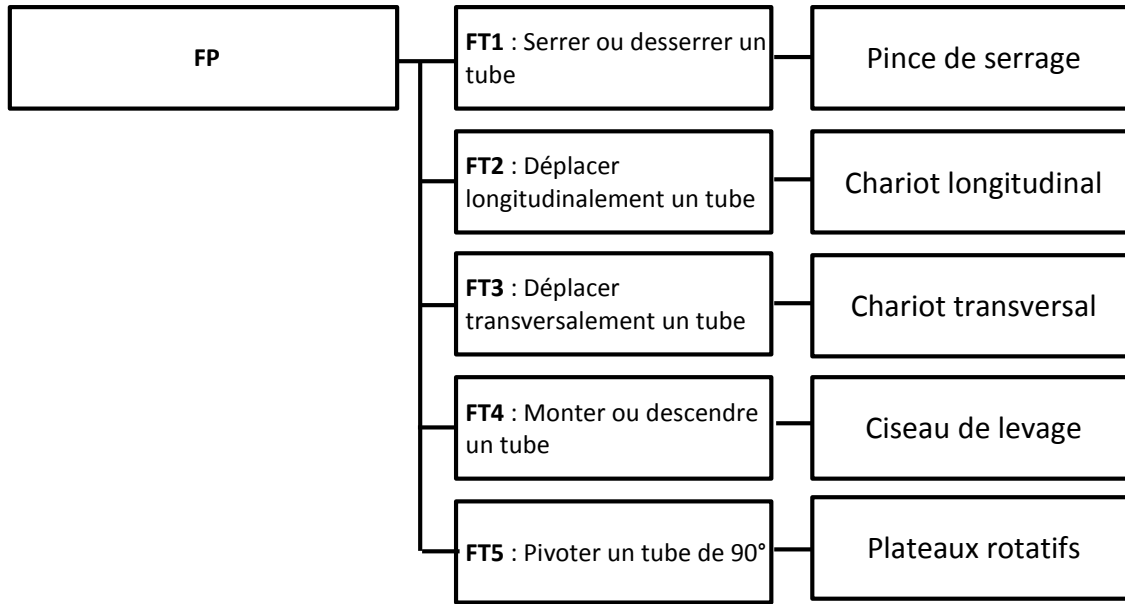 FP
FT1 : Serrer ou desserrer un
tube
Pince de serrage
FT2 : Déplacer
longitudinalement un tube
Chariot longitudinal
FT3 : Déplacer
transversalement un tube
Chariot transversal
FT4 : Monter ou descendre
un tube
Ciseau de levage
FT5 : Pivoter un tube de 90°
Plateaux rotatifs